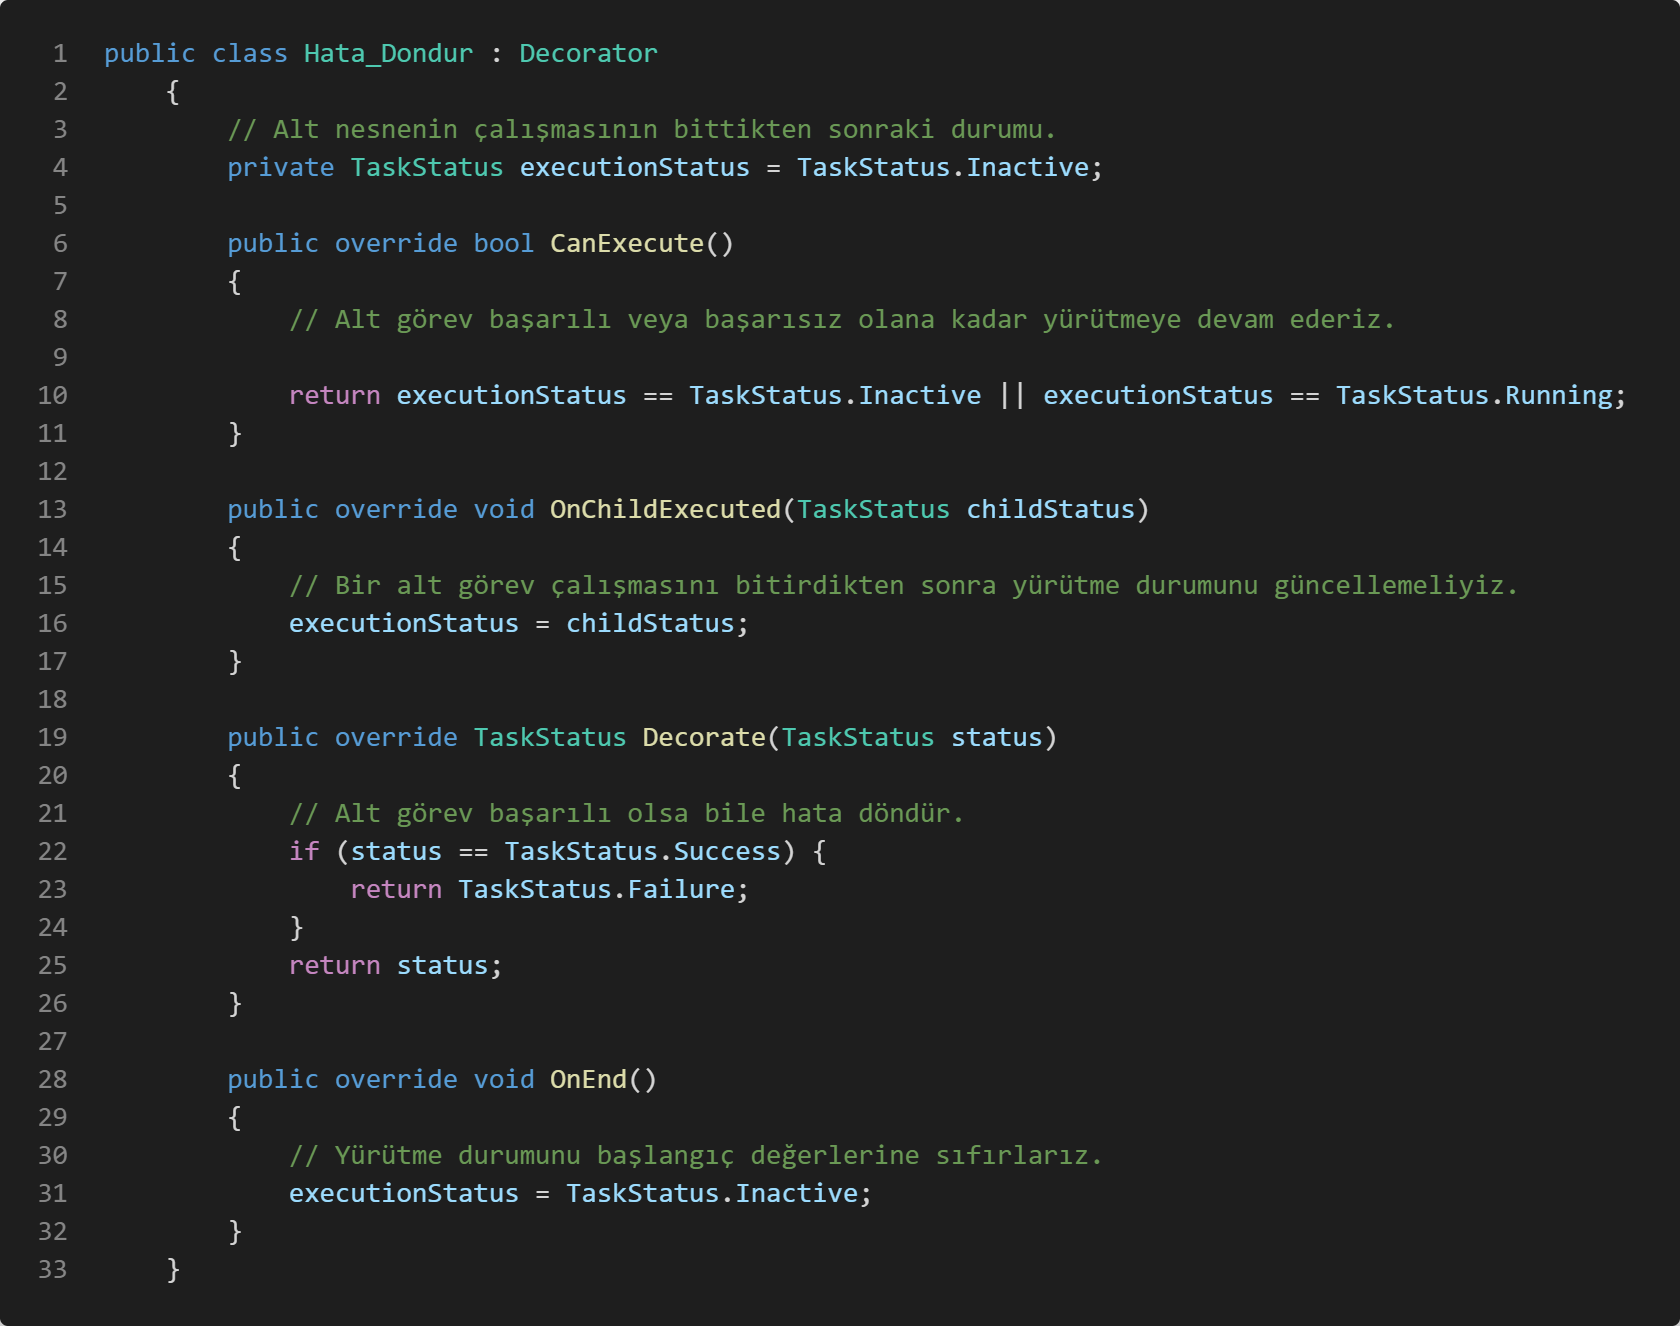 1 public class Hata_Dondur : Decorator
2 {
3 // Alt nesnenin çalışmasının bittikten sonraki durumu.
4 private TaskStatus executionStatus = TaskStatus.Inactive;
5
6 public override bool CanExecute()
7 {
8 // Alt görev başarılı veya başarısız olana kadar yürütmeye devam ederiz.
9
10 return executionStatus == TaskStatus.Inactive || executionStatus == TaskStatus.Running;
11 }
12
13 public override void OnChildExecuted(TaskStatus childStatus)
14 {
15 // Bir alt görev çalışmasını bitirdikten sonra yürütme durumunu güncellemeliyiz.
16 executionStatus = childStatus;
17 }
18
19 public override TaskStatus Decorate(TaskStatus status)
20 {
21 // Alt görev başarılı olsa bile hata döndür.
22 if (status == TaskStatus.Success) {
23 return TaskStatus.Failure;
24 }
25 return status;
26 }
27
28 public override void OnEnd()
29 {
30 // Yürütme durumunu başlangıç değerlerine sıfırlarız.
31 executionStatus = TaskStatus.Inactive;
32 }
33 }